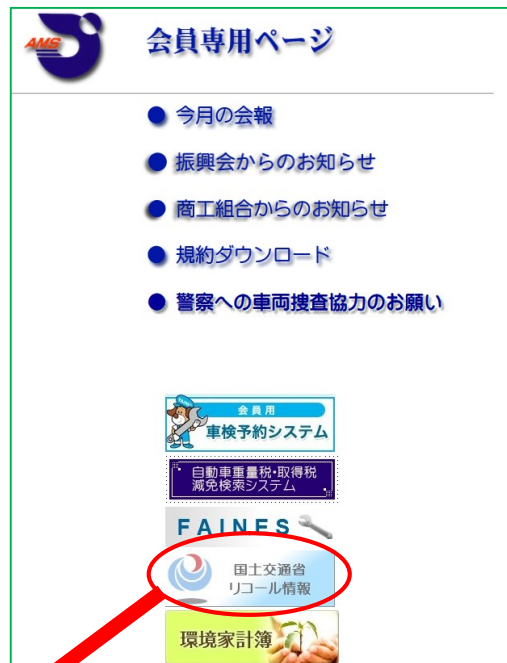 AMS
会員専用ページ
● 今月の会報
● 振興会からのお知らせ
● 商工組合からのお知らせ
● 規約ダウンロード
● 警察への車両捜査協力のお願い
会員用
車検予約システム
自動車重量税・取得税
減免検索システム
FAINES
国土交通省
リコール情報
環境家計簿